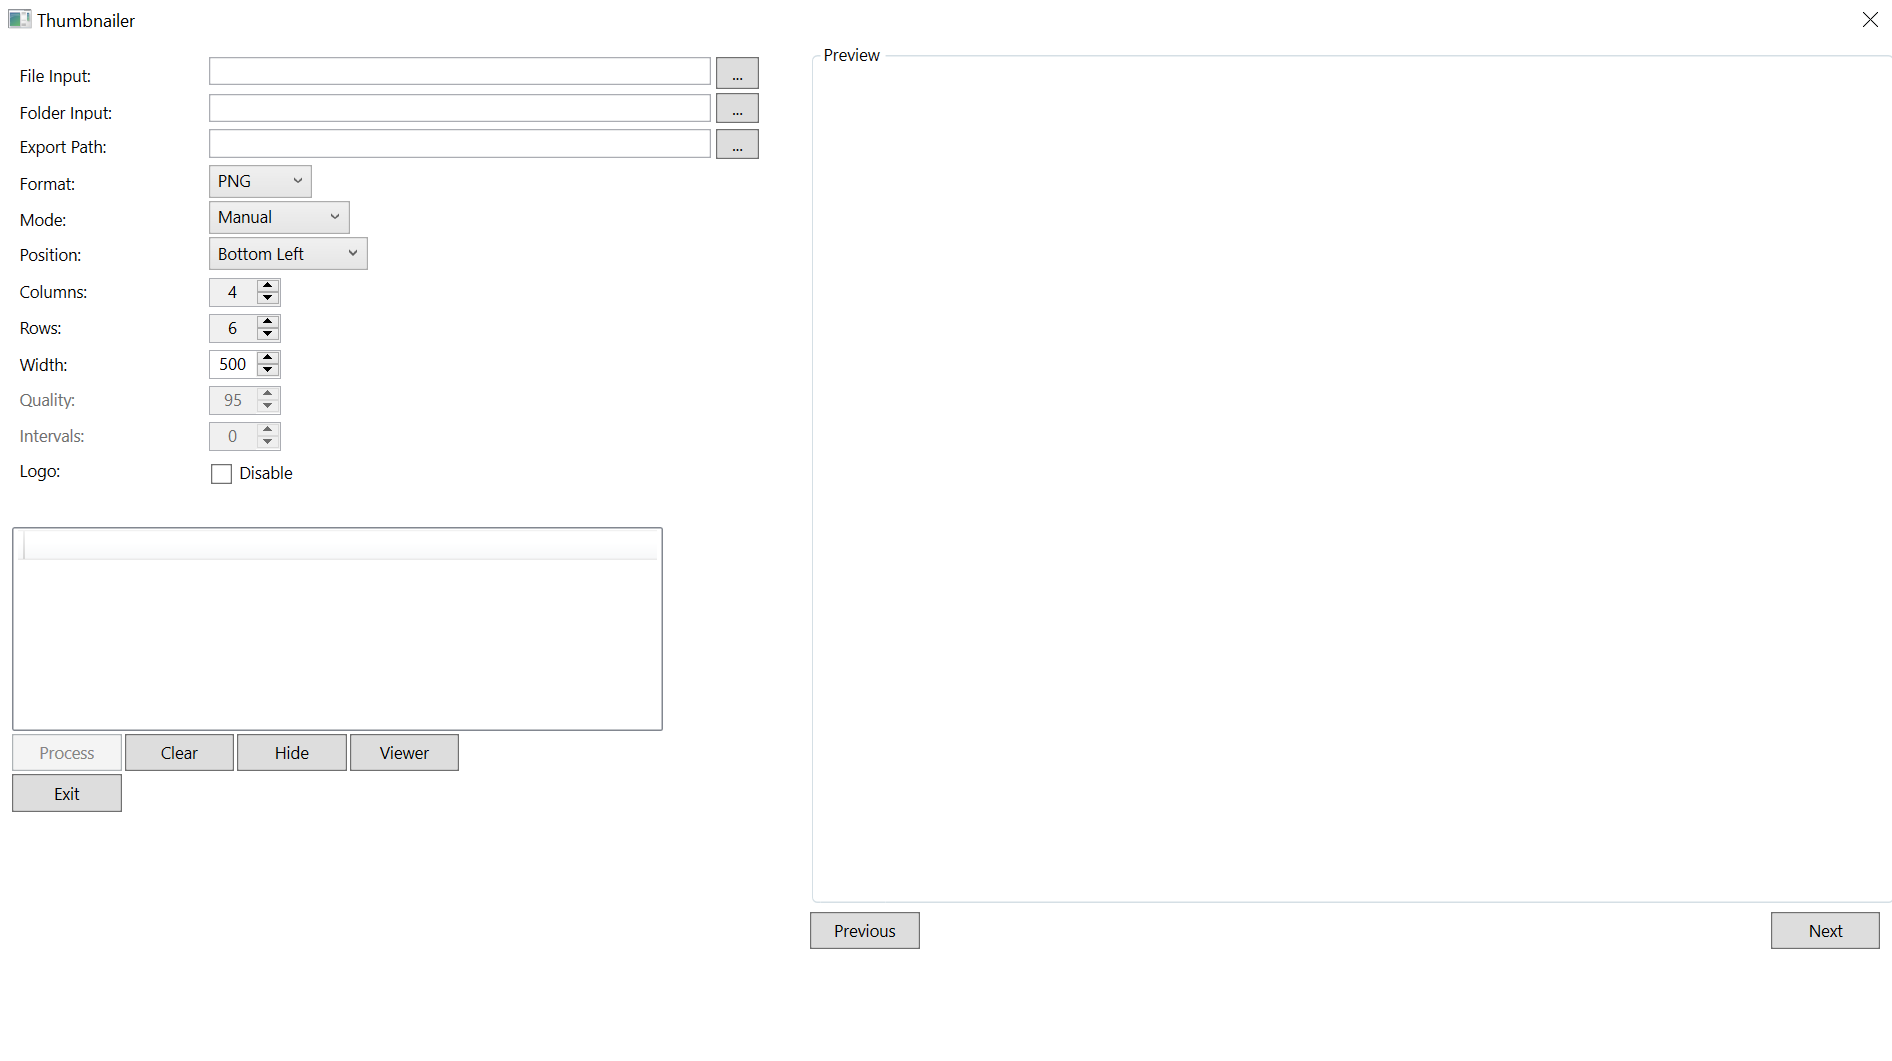 Thumbnailer
File Input:
...
Folder Input:
...
Export Path:
...
Format:
PNG
Mode:
Manual
Position:
Bottom Left
Columns:
4
Rows:
6
Width:
500
Quality:
95
Intervals:
0
Logo:
Disable
Process
Clear
Hide
Viewer
Exit
Preview
Previous
Next